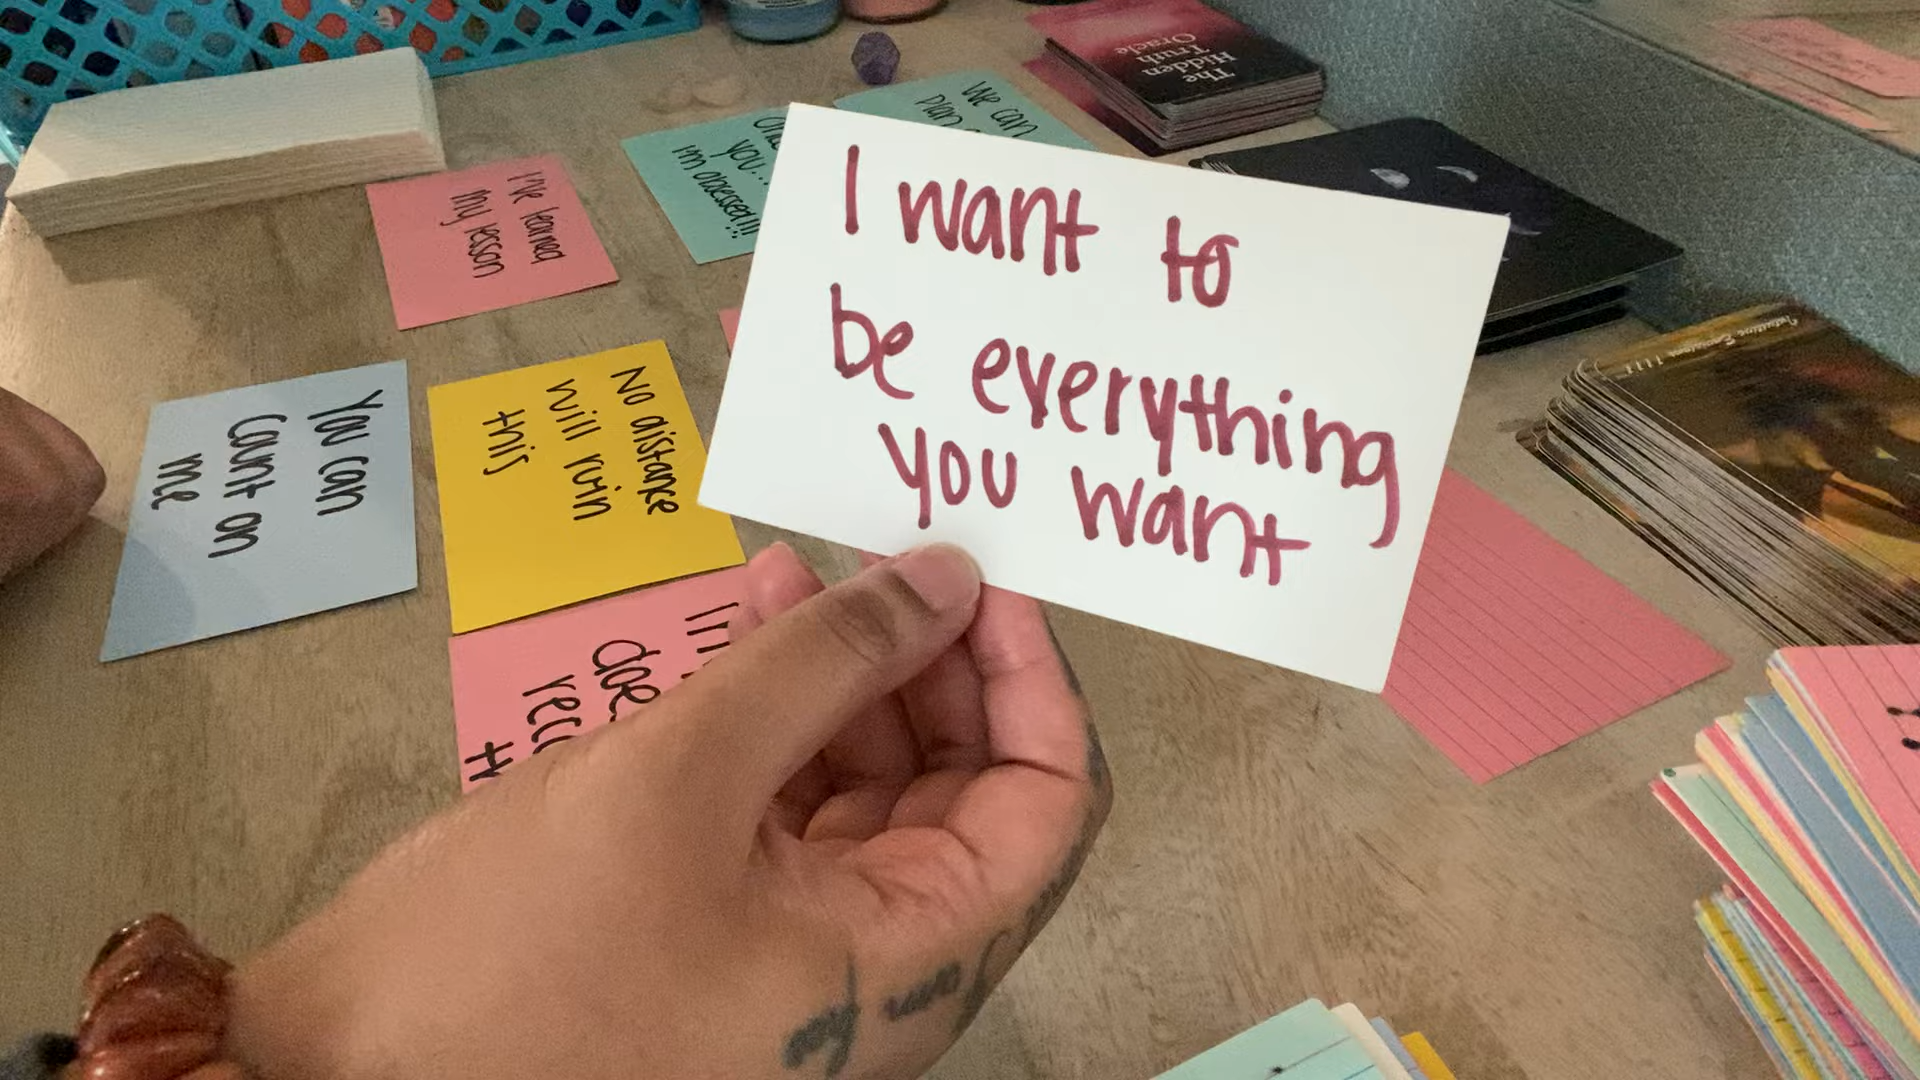 I want to
be everything
you want
I've learned
my lesson
you...
I'm obsessed!!!
We can
plan
The
Hidden
Truth
Oracle
You can
count on
me
No distance
will ruin
this